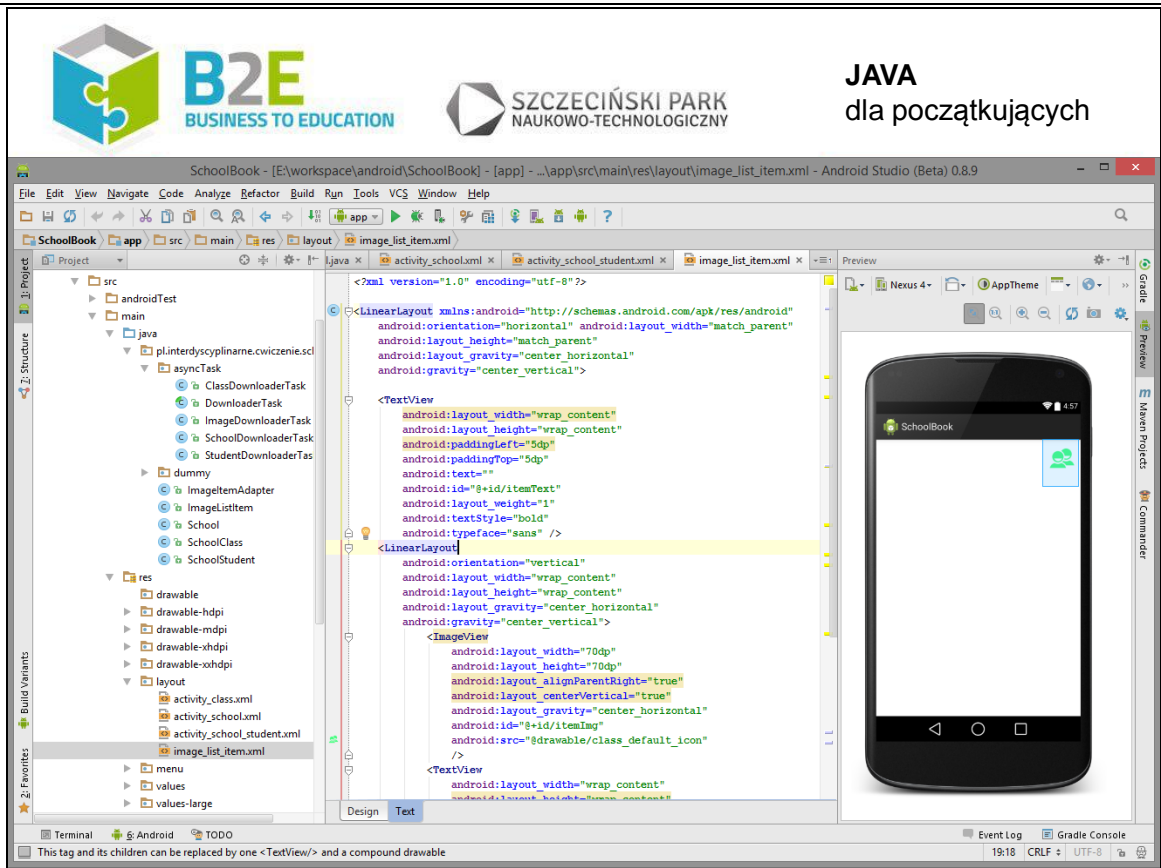 B2E
BUSINESS TO EDUCATION
SZCZECIŃSKI PARK
NAUKOWO-TECHNOLOGICZNY
JAVA
dla początkujących
SchoolBook - [E:\workspace\android\SchoolBook] - [app] - ...\app\src\main\res\layout\image_list_item.xml - Android Studio (Beta) 0.8.9
File Edit View Navigate Code Analyze Refactor Build Run Tools VCS Window Help
app
SchoolBook app src main res layout image_list_item.xml
Project
l.java activity_school.xml activity_school_student.xml image_list_item.xml
Preview
1: Project
7: Structure
Build Variants
2: Favorites
src
androidTest
main
java
pl.interdyscyplinarne.cwiczenie.scl
asyncTask
ClassDownloaderTask
DownloaderTask
ImageDownloaderTask
SchoolDownloaderTask
StudentDownloaderTas
dummy
ImageItemAdapter
ImageListItem
School
SchoolClass
SchoolStudent
res
drawable
drawable-hdpi
drawable-mdpi
drawable-xhdpi
drawable-xxhdpi
layout
activity_class.xml
activity_school.xml
activity_school_student.xml
image_list_item.xml
menu
values
values-large
<?xml version="1.0" encoding="utf-8"?>
<LinearLayout xmlns:android="http://schemas.android.com/apk/res/android"
android:orientation="horizontal" android:layout_width="match_parent"
android:layout_height="match_parent"
android:layout_gravity="center_horizontal"
android:gravity="center_vertical">
<TextView
android:layout_width="wrap_content"
android:layout_height="wrap_content"
android:paddingLeft="5dp"
android:paddingTop="5dp"
android:text=""
android:id="@+id/itemText"
android:layout_weight="1"
android:textStyle="bold"
android:typeface="sans" />
<LinearLayout
android:orientation="vertical"
android:layout_width="wrap_content"
android:layout_height="wrap_content"
android:layout_gravity="center_horizontal"
android:gravity="center_vertical">
<ImageView
android:layout_width="70dp"
android:layout_height="70dp"
android:layout_alignParentRight="true"
android:layout_centerVertical="true"
android:layout_gravity="center_horizontal"
android:id="@+id/itemImg"
android:src="@drawable/class_default_icon"
/>
<TextView
android:layout_width="wrap_content"
android:layout_height="wrap_content"
Design Text
Nexus 4 AppTheme
4:57
SchoolBook
Gradle
Preview
Maven Projects
Commander
Terminal 6: Android TODO
Event Log Gradle Console
This tag and its children can be replaced by one <TextView/> and a compound drawable
19:18 CRLF UTF-8